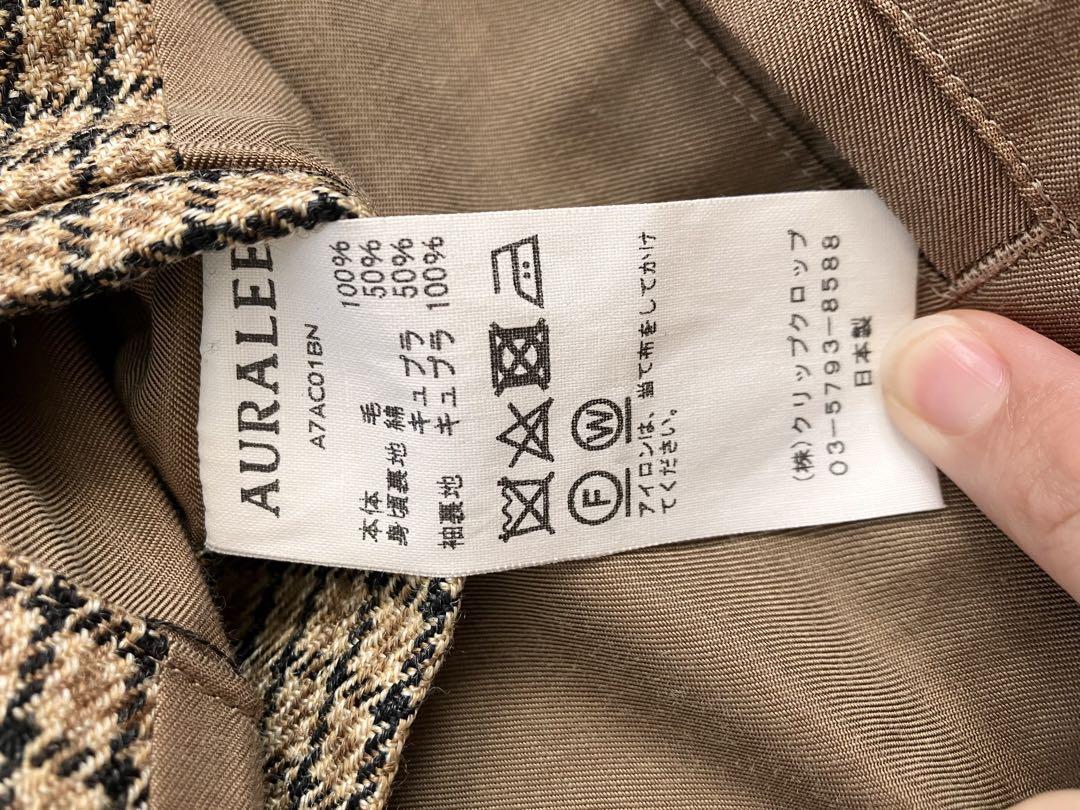 AURALEE
A7AC01BN
本体 毛 100%
身頃裏地 綿 50%
キュプラ 50%
袖裏地 キュプラ 100%
F W
アイロンは、当て布をしてかけ
てください。
(株)クリップクロップ
03-5793-8588
日本製